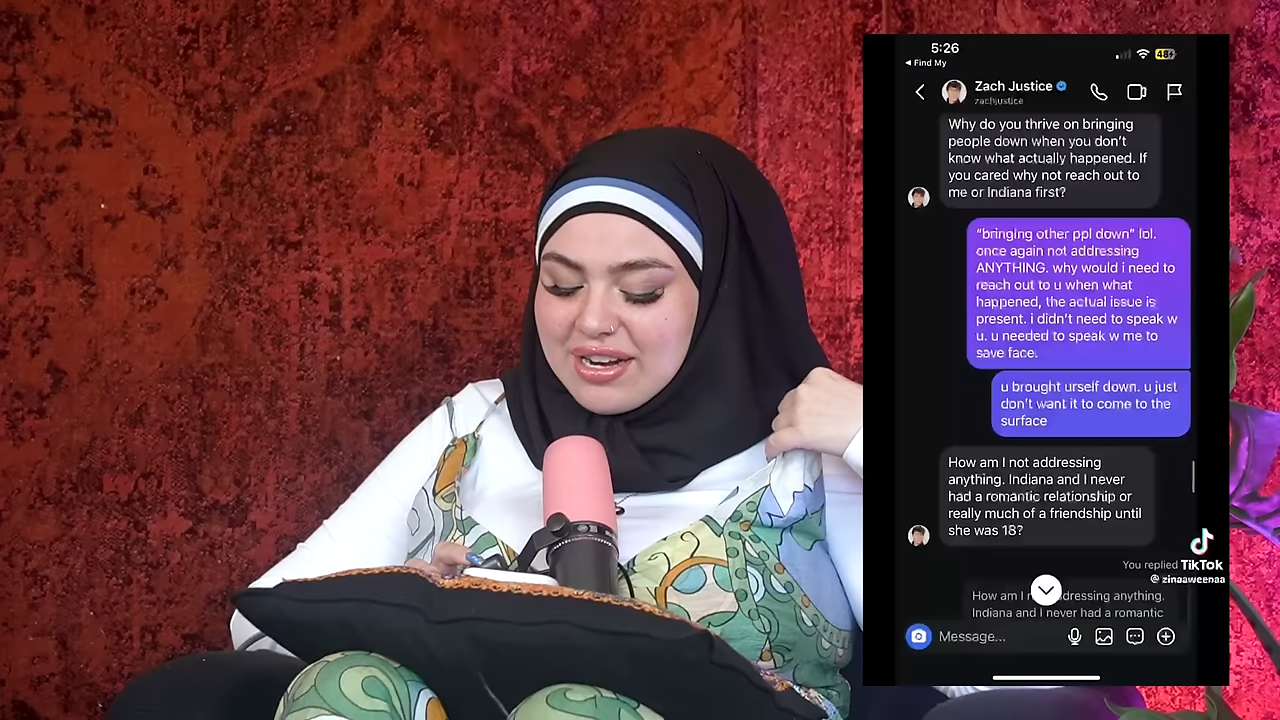 5:26
48
◀ Find My
Zach Justice
zachjustice
Why do you thrive on bringing
people down when you don't
know what actually happened. If
you cared why not reach out to
me or Indiana first?
"bringing other ppl down" lol.
once again not addressing
ANYTHING. why would i need to
reach out to u when what
happened, the actual issue is
present. i didn't need to speak w
u. u needed to speak w me to
save face.
u brought urself down. u just
don't want it to come to the
surface
How am I not addressing
anything. Indiana and I never
had a romantic relationship or
really much of a friendship until
she was 18?
You replied
TikTok
@zinaaweenaa
How am I addressing anything.
Indiana and I never had a romantic
Message...